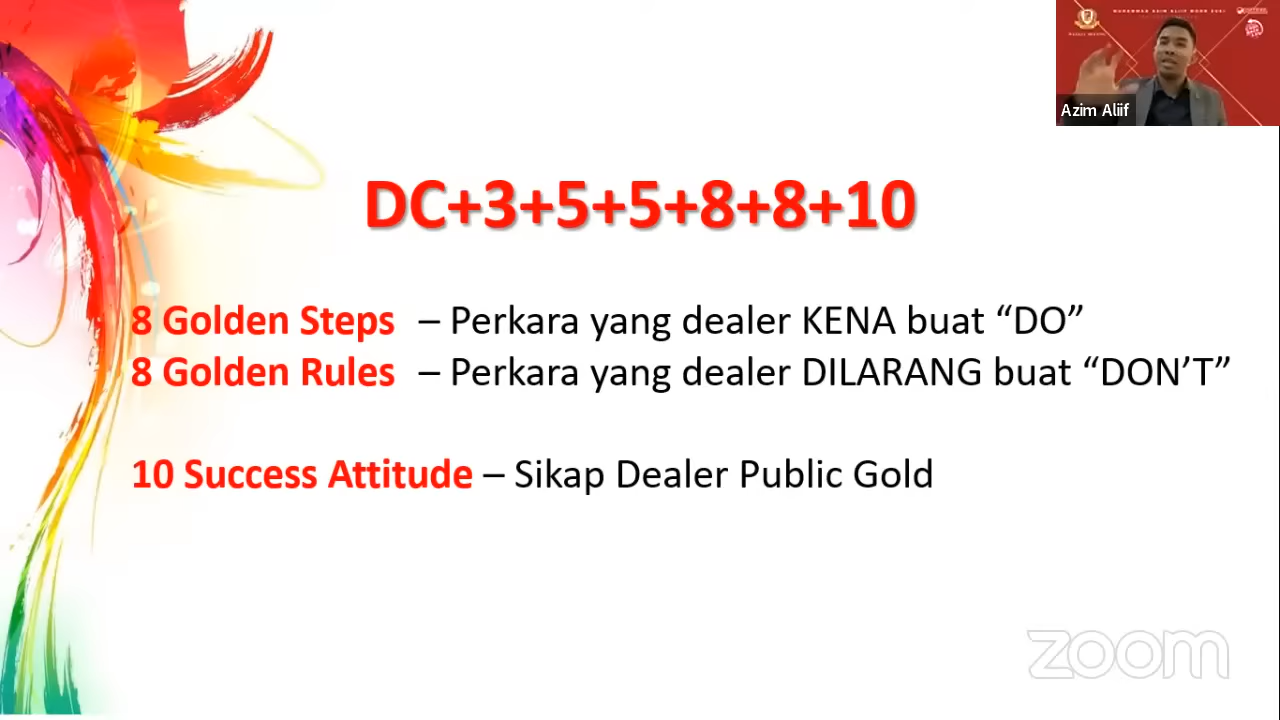 Azim Aliif
DC+3+5+5+8+8+10
8 Golden Steps – Perkara yang dealer KENA buat “DO”
8 Golden Rules – Perkara yang dealer DILARANG buat “DON’T”
10 Success Attitude – Sikap Dealer Public Gold
zoom